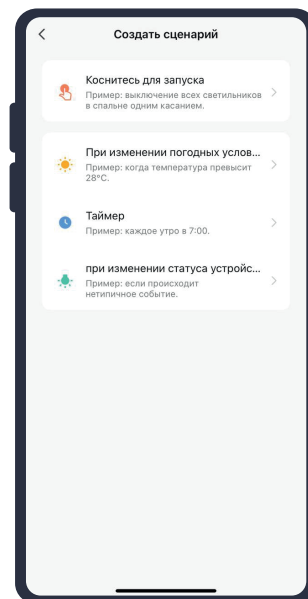 Создать сценарий
Коснитесь для запуска
Пример: выключение всех светильников
в спальне одним касанием.
При изменении погодных услов...
Пример: когда температура превысит
28°C.
Таймер
Пример: каждое утро в 7:00.
при изменении статуса устройс...
Пример: если происходит
нетипичное событие.